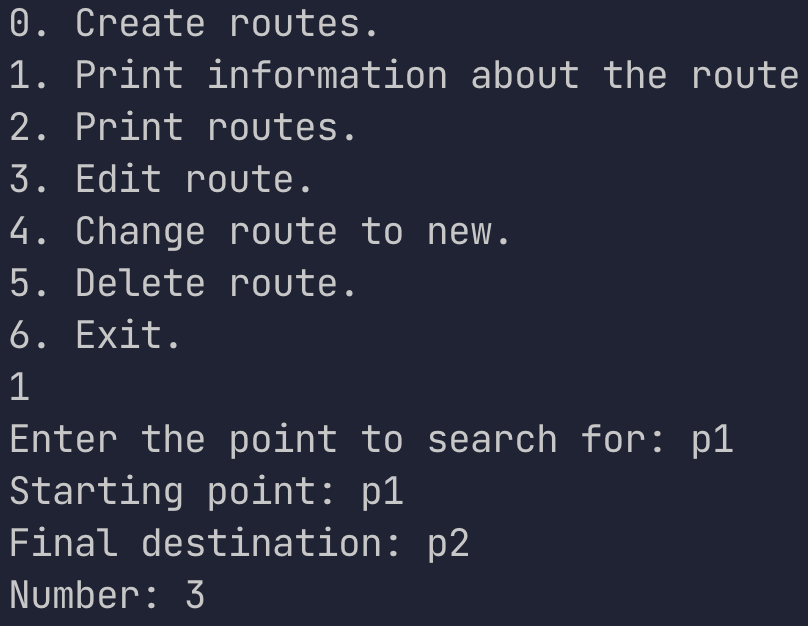 0. Create routes.
1. Print information about the route
2. Print routes.
3. Edit route.
4. Change route to new.
5. Delete route.
6. Exit.
1
Enter the point to search for: p1
Starting point: p1
Final destination: p2
Number: 3